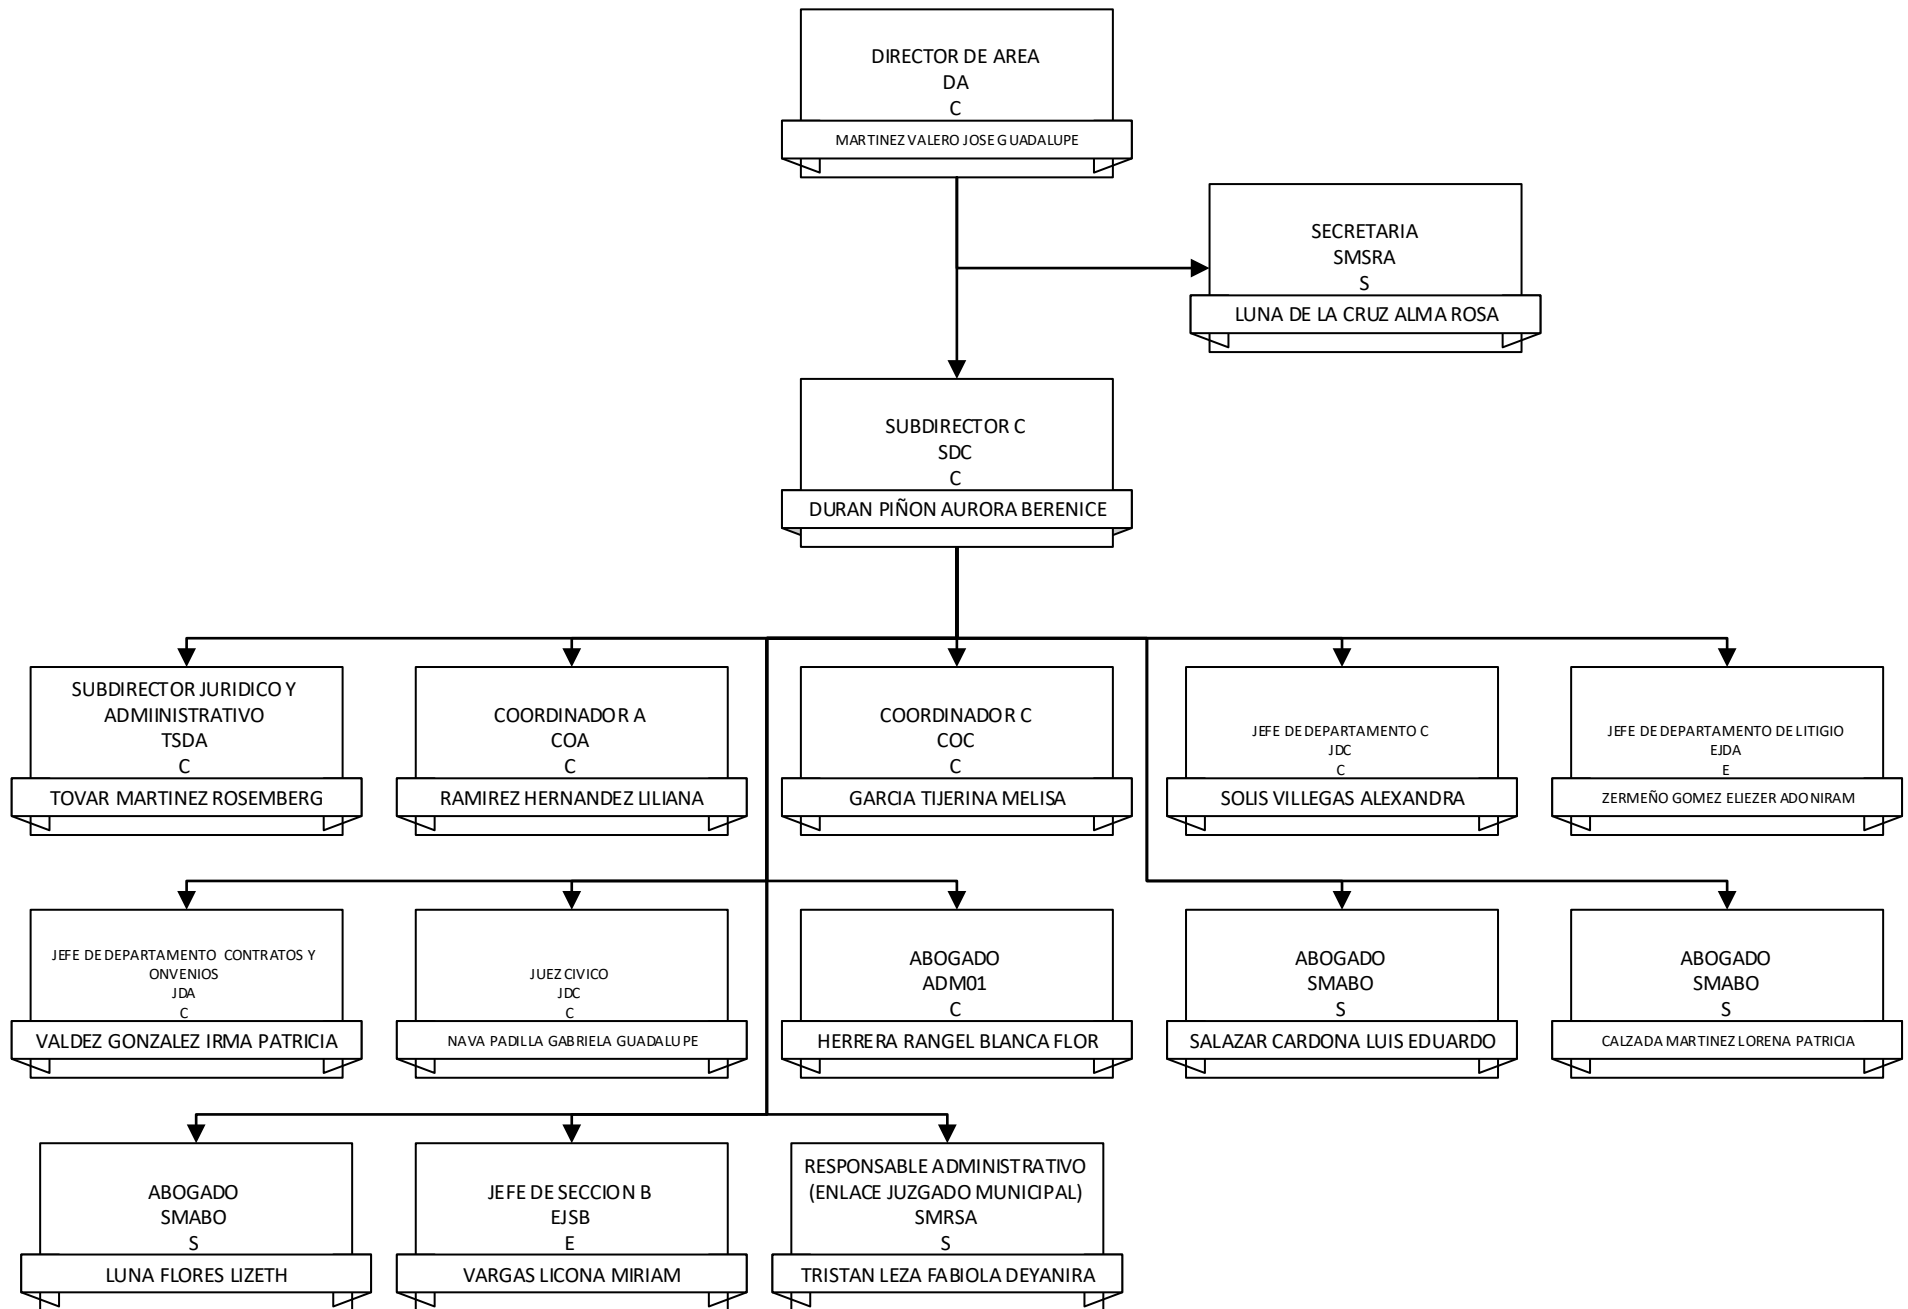 DIRECTOR DE AREA
DA
C
MARTINEZ VALERO JOSE GUADALUPE
SECRETARIA
SMSRA
S
LUNA DE LA CRUZ ALMA ROSA
SUBDIRECTOR C
SDC
C
DURAN PIÑON AURORA BERENICE
SUBDIRECTOR JURIDICO Y
ADMIINISTRATIVO
TSDA
C
TOVAR MARTINEZ ROSEMBERG
COORDINADOR A
COA
C
RAMIREZ HERNANDEZ LILIANA
COORDINADOR C
COC
C
GARCIA TIJERINA MELISA
JEFE DE DEPARTAMENTO C
JDC
C
SOLIS VILLEGAS ALEXANDRA
JEFE DE DEPARTAMENTO DE LITIGIO
EJDA
E
ZERMEÑO GOMEZ ELIEZER ADONIRAM
JEFE DE DEPARTAMENTO CONTRATOS Y
ONVENIOS
JDA
C
VALDEZ GONZALEZ IRMA PATRICIA
JUEZ CIVICO
JDC
C
NAVA PADILLA GABRIELA GUADALUPE
ABOGADO
ADM01
C
HERRERA RANGEL BLANCA FLOR
ABOGADO
SMABO
S
SALAZAR CARDONA LUIS EDUARDO
ABOGADO
SMABO
S
CALZADA MARTINEZ LORENA PATRICIA
ABOGADO
SMABO
S
LUNA FLORES LIZETH
JEFE DE SECCION B
EJSB
E
VARGAS LICONA MIRIAM
RESPONSABLE ADMINISTRATIVO
(ENLACE JUZGADO MUNICIPAL)
SMRSA
S
TRISTAN LEZA FABIOLA DEYANIRA